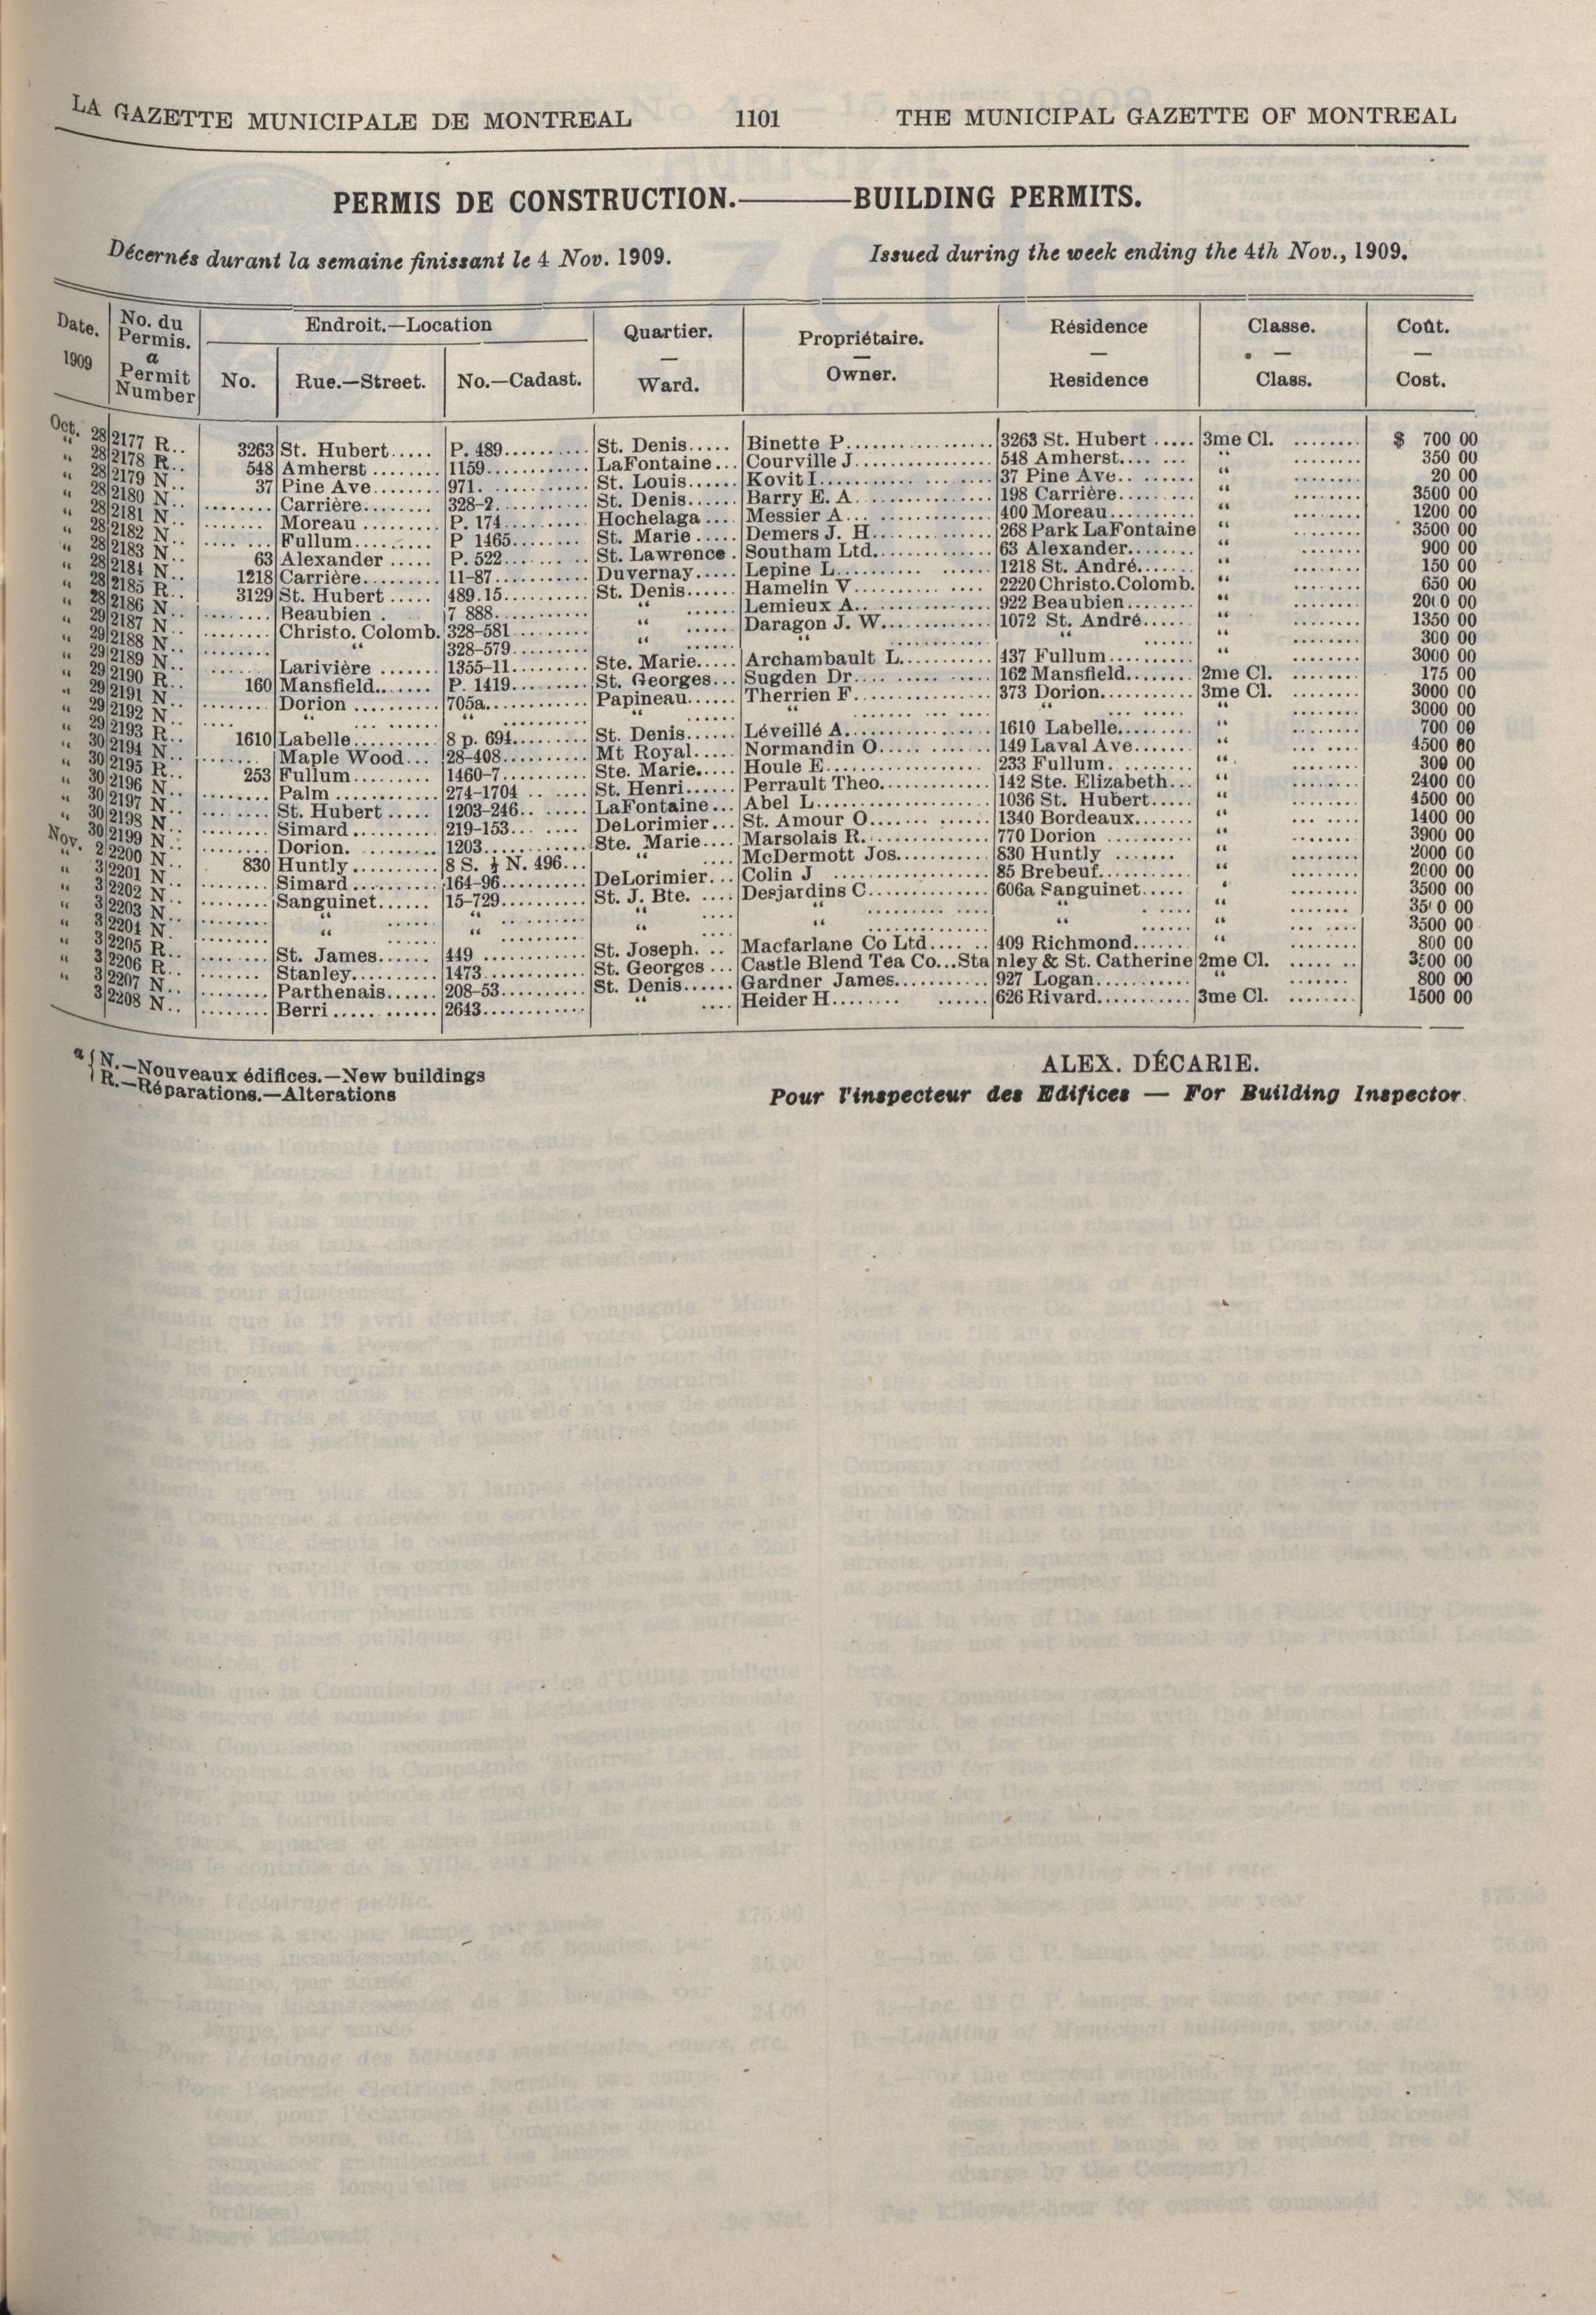 LA GAZETTE MUNICIPALE DE MONTREAL 1101 THE MUNICIPAL GAZETTE OF MONTREAL
PERMIS DE CONSTRUCTION.———BUILDING PERMITS.
Décernés durant la semaine finissant le 4 Nov. 1909. Issued during the week ending the 4th Nov., 1909.
Date. 1909 No. du Permis. a Permit Number Endroit.—Location No. Rue.—Street. No.—Cadast. Quartier. — Ward. Propriétaire. — Owner. Résidence — Residence Classe. — Class. Coût. — Cost.
Oct. 28 2177 R.. 3263 St. Hubert..... P. 489.......... St. Denis..... Binette P................ 3263 St. Hubert ..... 3me Cl. ........ $ 700 00
“ 28 2178 R.. 548 Amherst ........ 1159............ LaFontaine... Courville J............... 548 Amherst.... ... “ ........ 350 00
“ 28 2179 N.. 37 Pine Ave........ 971. ........... St. Louis...... Kovit I................. 37 Pine Ave.. ....... “ ........ 20 00
“ 28 2180 N.. ........ Carrière........ 328-2........... St. Denis...... Barry E. A. ............. 198 Carrière......... “ ........ 3500 00
“ 28 2181 N.. ....... Moreau ......... P. 174.......... Hochelaga .... Messier A... ............ 400 Moreau.......... “ ........ 1200 00
“ 28 2182 N.. .... ... Fullum......... P 1465........ St. Marie ..... Demers J. H............. 268 Park LaFontaine “ ........ 3500 00
“ 28 2183 N.. 63 Alexander ..... P. 522.......... St. Lawrence . Southam Ltd............. 63 Alexander........ “ ........ 900 00
“ 28 2184 N.. 1218 Carrière......... 11-87........... Duvernay..... Lepine L.......... ...... 1218 St. André...... “ ........ 150 00
“ 28 2185 R.. 3129 St. Hubert ..... 489.15.......... St. Denis...... Hamelin V.......... .... 2220 Christo. Colomb. “ ........ 650 00
“ 28 2186 N.. ........ Beaubien . 7 888........... “ ...... Lemieux A.. ............ 922 Beaubien........ “ ........ 2000 00
“ 29 2187 N.. ........ Christo. Colomb. 328-581......... “ ...... Daragon J. W............ 1072 St. André...... “ ........ 1350 00
“ 29 2188 N.. ........ “ 328-579......... “ ...... “ .......... “ ...... “ ........ 300 00
“ 29 2189 N.. ....... Larivière ....... 1355-11......... Ste. Marie..... Archambault L.......... 437 Fullum.......... “ ........ 3000 00
“ 29 2190 R.. 160 Mansfield....... P. 1419......... St. Georges... Sugden Dr.... ..... .... 162 Mansfield........ 2me Cl. ........ 175 00
“ 29 2191 N.. ........ Dorion .......... 705a............ Papineau...... Therrien F.............. 373 Dorion........... 3me Cl. ........ 3000 00
“ 29 2192 N.. .... “ ... ...... “ .......... “ ...... “ ....... ... .... “ ... ...... “ ........ 3000 00
“ 29 2193 R.. 1610 Labelle.......... 8 p. 694......... St. Denis...... Léveillé A.............. 1610 Labelle......... “ ........ 700 00
“ 30 2194 N.. ....... Maple Wood... 28-408.......... Mt Royal..... Normandin O..... ....... 149 Laval Ave....... “ ........ 4500 00
“ 30 2195 R.. 253 Fullum......... 1460-7.......... Ste. Marie..... Houle E................. 233 Fullum. ........ “ ........ 300 00
“ 30 2196 N.. ........ Palm ............ 274-1704 .. ..... St. Henri...... Perrault Theo............ 142 Ste. Elizabeth... “ ........ 2400 00
“ 30 2197 N.. ........ St. Hubert ..... 1203-246.. ...... LaFontaine... Abel L.................. 1036 St. Hubert..... “ ........ 4500 00
“ 30 2198 N.. ........ Simard .......... 219-153... .... DeLorimier... St. Amour O....... ...... 1340 Bordeaux....... “ ........ 1400 00
“ 30 2199 N.. ........ Dorion. ......... 1203............ Ste. Marie.... Marsolais R............. 770 Dorion .......... “ ........ 3900 00
Nov. 2 2200 N.. 830 Huntly.......... 8 S. ½ N. 496... “ .... McDermott Jos........... 830 Huntly ....... “ ........ 2000 00
“ 3 2201 N.. ........ Simard .......... 164-96.......... DeLorimier... Colin J ................ 85 Brebeuf........... “ ........ 2000 00
“ 3 2202 N.. ........ Sanguinet...... 15-729.......... St. J. Bte. .... Desjardins C............ 606a Sanguinet..... “ ....... 3500 00
“ 3 2203 N.. ........ “ ...... “ .......... “ .... “ ......... .... “ . ..... “ ....... 3500 00
“ 3 2204 N. ........ “ ...... “ .......... “ .... “ ............. “ ...... “ ... .... 3500 00
“ 3 2205 R.. ........ St. James...... 449 ............ St. Joseph. .. Macfarlane Co Ltd.... .. 409 Richmond....... “ ........ 800 00
“ 3 2206 R.. ....... Stanley.......... 1473............ St. Georges ... Castle Blend Tea Co...Stanley & St. Catherine 2me Cl. ..... .. 3500 00
“ 3 2207 N.. ........ Parthenais...... 208-53.......... St. Denis...... Gardner James........... 927 Logan........... “ ....... 800 00
3 2208 N.. ........ Berri ..... ...... 2643............ “ .... Heider H........ ...... 626 Rivard........... 3me Cl. ........ 1500 00
a { N.—Nouveaux édifices.—New buildings
R.—Réparations.—Alterations
ALEX. DÉCARIE.
Pour l'inspecteur des Edifices — For Building Inspector.